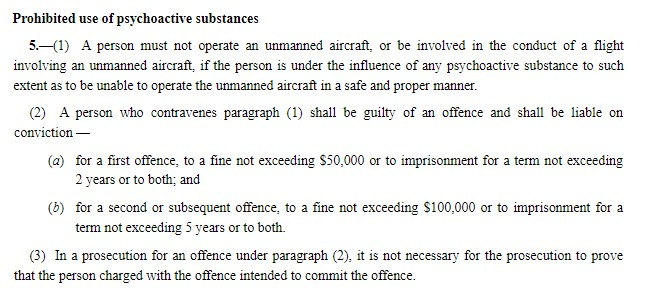 Prohibited use of psychoactive substances
5.—(1) A person must not operate an unmanned aircraft, or be involved in the conduct of a flight
involving an unmanned aircraft, if the person is under the influence of any psychoactive substance to such
extent as to be unable to operate the unmanned aircraft in a safe and proper manner.
(2) A person who contravenes paragraph (1) shall be guilty of an offence and shall be liable on
conviction —
(a) for a first offence, to a fine not exceeding $50,000 or to imprisonment for a term not exceeding
2 years or to both; and
(b) for a second or subsequent offence, to a fine not exceeding $100,000 or to imprisonment for a
term not exceeding 5 years or to both.
(3) In a prosecution for an offence under paragraph (2), it is not necessary for the prosecution to prove
that the person charged with the offence intended to commit the offence.